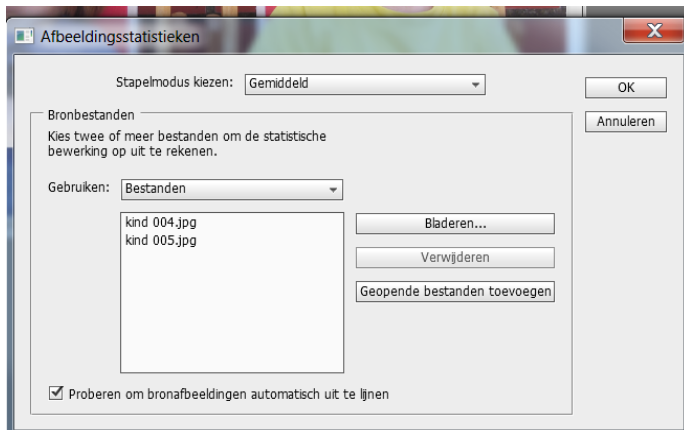 Afbeeldingsstatistieken
X
Stapelmodus kiezen: Gemiddeld
OK
Annuleren
Bronbestanden
Kies twee of meer bestanden om de statistische
bewerking op uit te rekenen.
Gebruiken: Bestanden
kind 004.jpg
kind 005.jpg
Bladeren...
Verwijderen
Geopende bestanden toevoegen
Proberen om bronafbeeldingen automatisch uit te lijnen